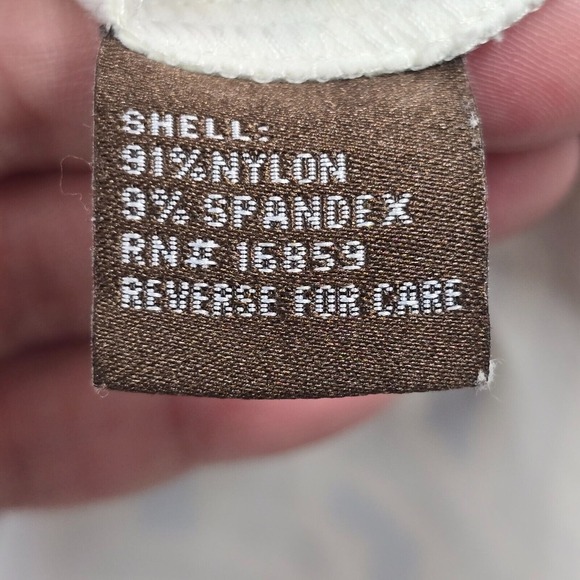 SHELL:
91%NYLON
9% SPANDEX
RN# 16859
REVERSE FOR CARE